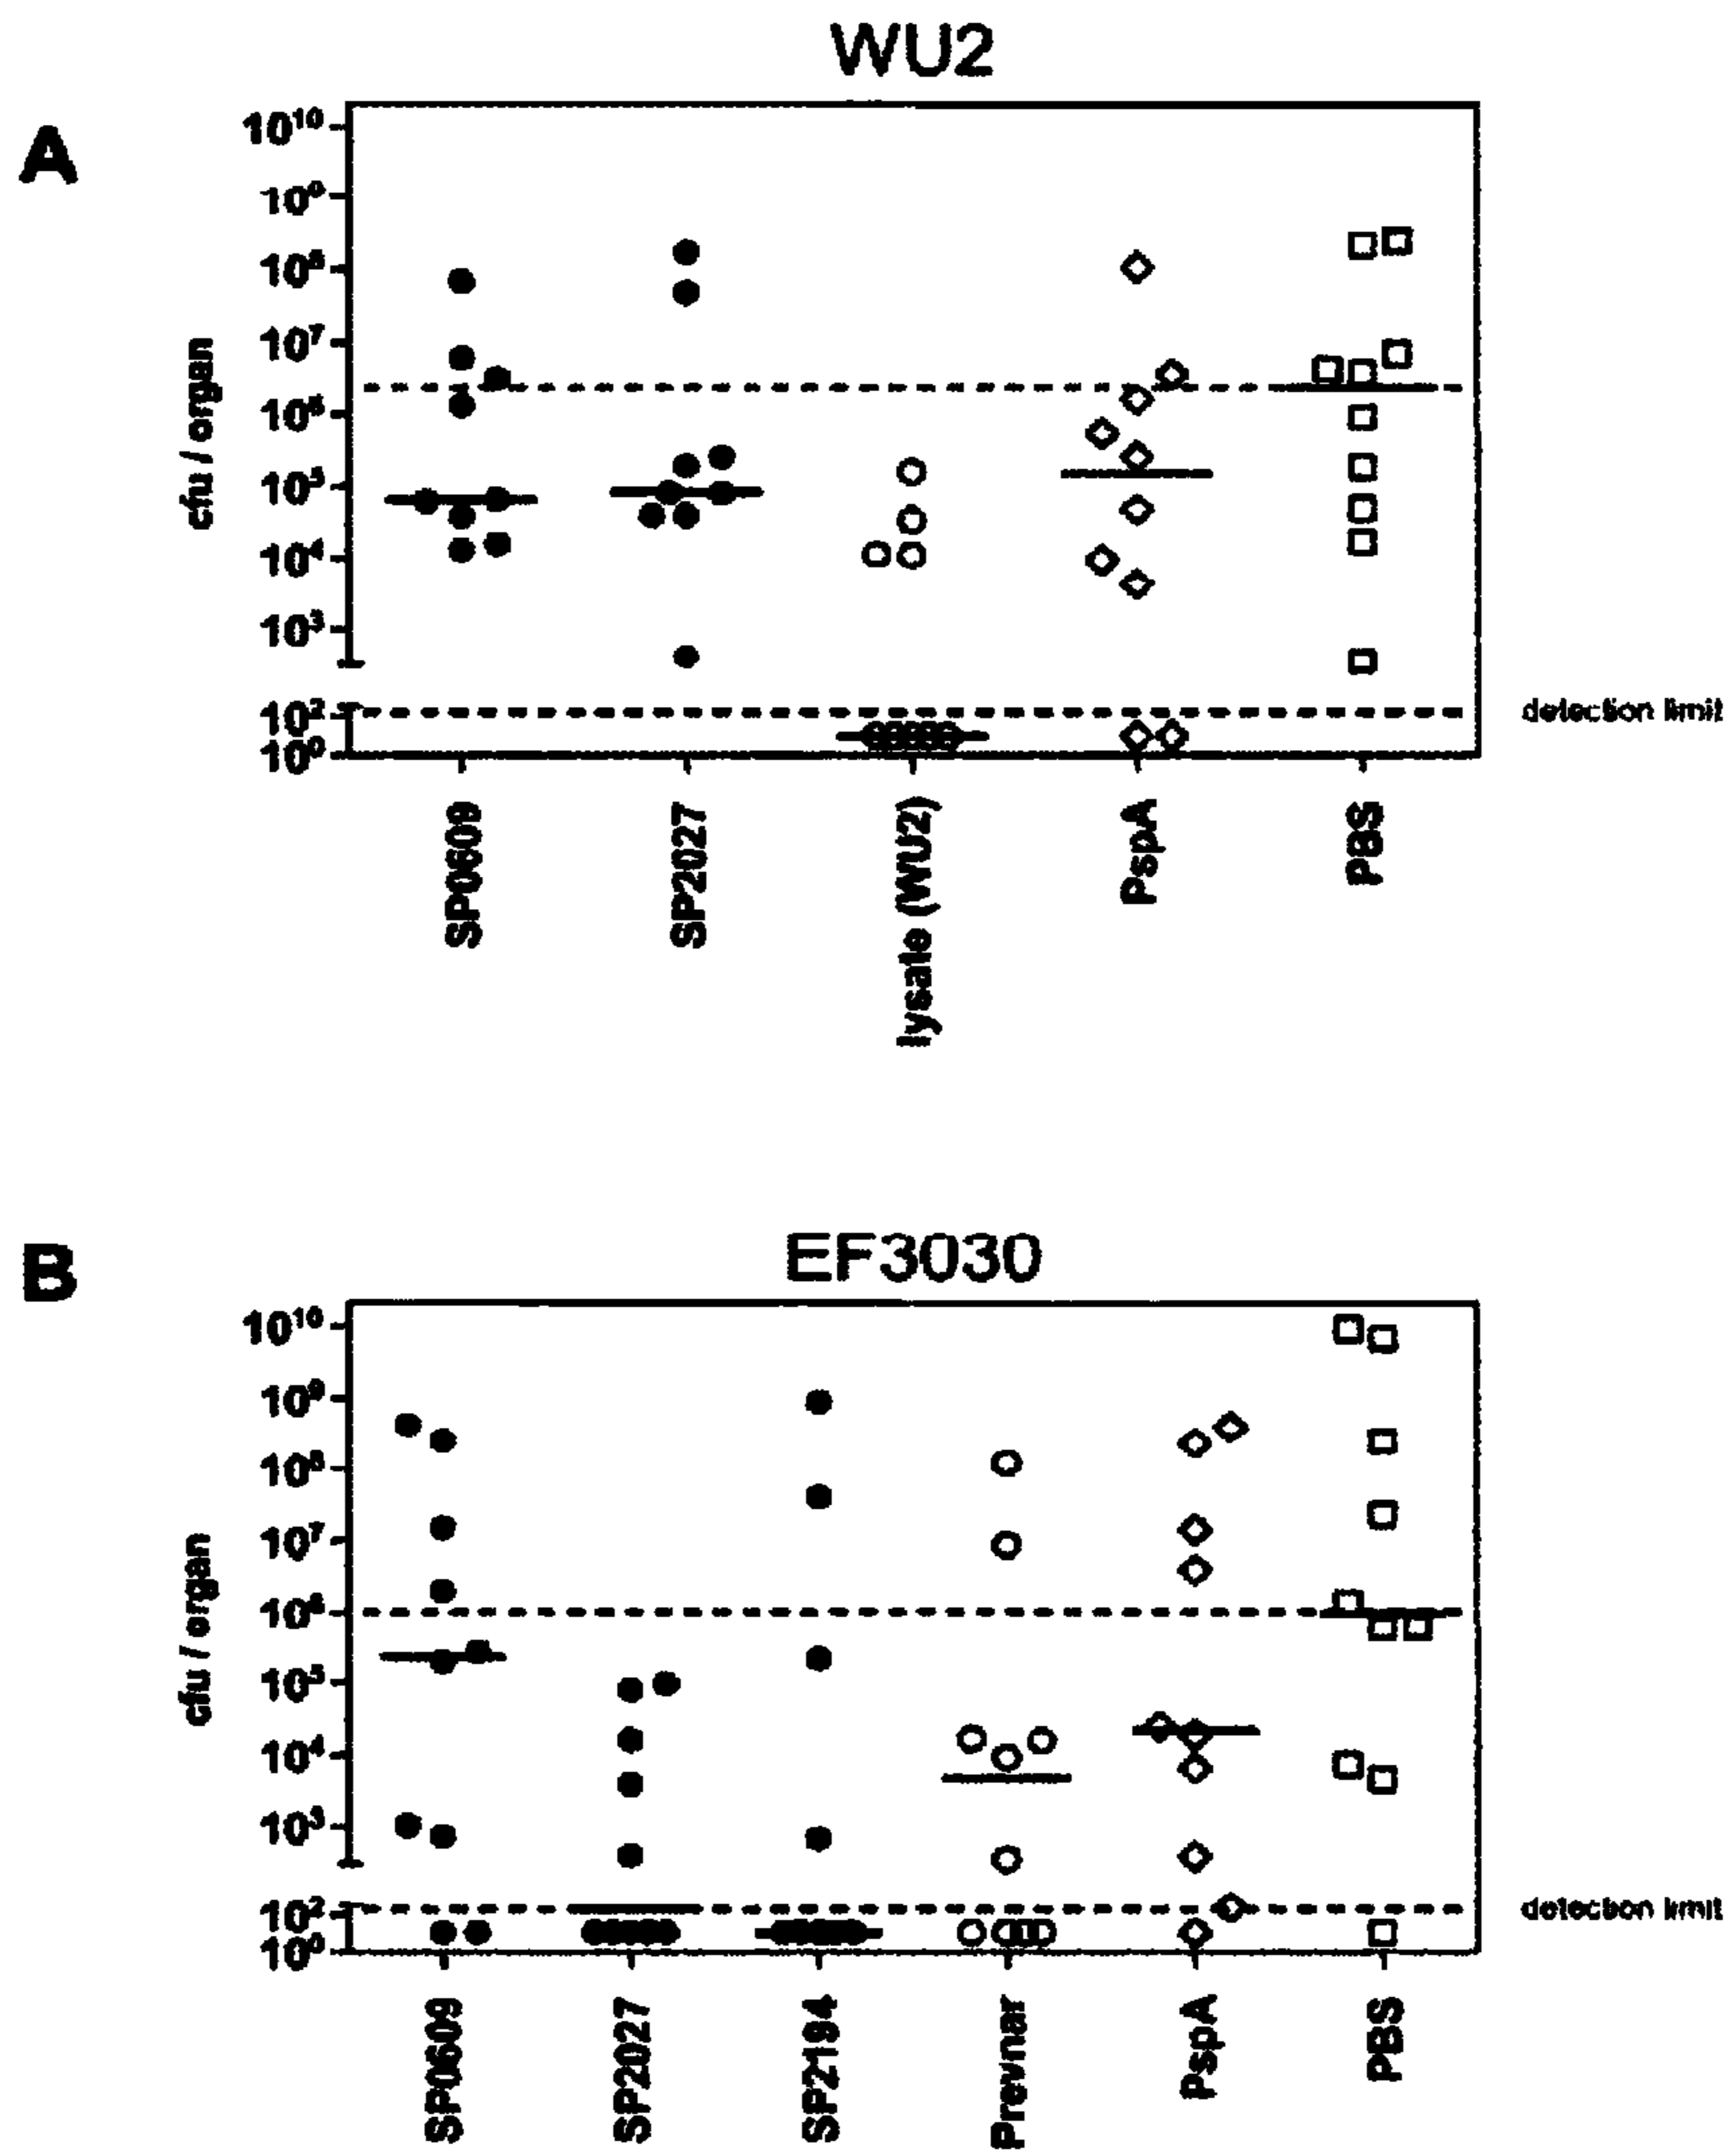 WU2
A
10¹⁰
10⁹
10⁸
10⁷
10⁶
10⁵
10⁴
10³
10²
10⁰
cfu / organ
detection limit
SP0609
SP2027
lysate (WU2)
PspA
PBS
B
EF3030
10¹⁰
10⁹
10⁸
10⁷
10⁶
10⁵
10⁴
10³
10²
10⁰
cfu / organ
detection limit
SP0609
SP2027
SP2194
Prevnar
PspA
PBS